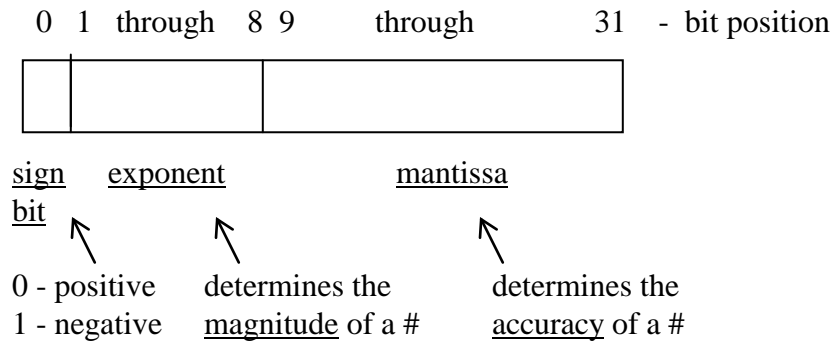 0 1 through 8 9 through 31 - bit position
sign exponent mantissa
bit
0 - positive determines the determines the
1 - negative magnitude of a # accuracy of a #